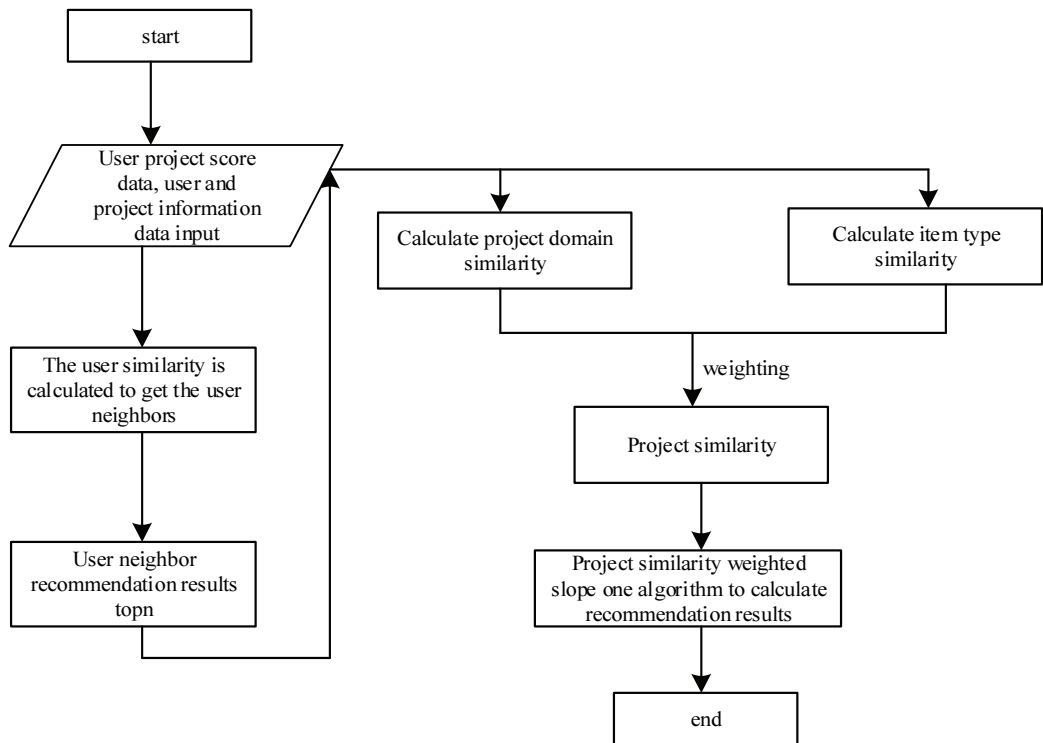 start
User project score
data, user and
project information
data input
The user similarity is
calculated to get the user
neighbors
User neighbor
recommendation results
topn
Calculate project domain
similarity
Calculate item type
similarity
weighting
Project similarity
Project similarity weighted
slope one algorithm to calculate
recommendation results
end